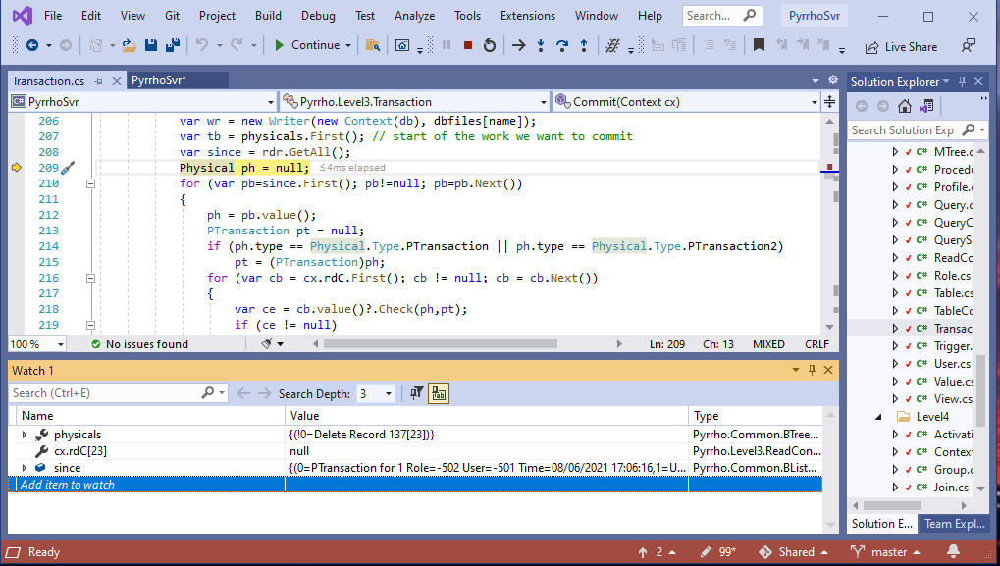 File Edit View Git Project Build Debug Test Analyze Tools Extensions Window Help Search... PyrrhoSvr
Continue Live Share
Transaction.cs PyrrhoSvr*
PyrrhoSvr Pyrrho.Level3.Transaction Commit(Context cx)
206 var wr = new Writer(new Context(db), dbfiles[name]);
207 var tb = physicals.First(); // start of the work we want to commit
208 var since = rdr.GetAll();
209 Physical ph = null; ≤4ms elapsed
210 for (var pb=since.First(); pb!=null; pb=pb.Next())
211 {
212 ph = pb.value();
213 PTransaction pt = null;
214 if (ph.type == Physical.Type.PTransaction || ph.type == Physical.Type.PTransaction2)
215 pt = (PTransaction)ph;
216 for (var cb = cx.rdC.First(); cb != null; cb = cb.Next())
217 {
218 var ce = cb.value()?.Check(ph,pt);
219 if (ce != null)
100 % No issues found Ln: 209 Ch: 13 MIXED CRLF
Watch 1
Search (Ctrl+E) Search Depth: 3
Name Value Type
physicals {(!0=Delete Record 137[23])} Pyrrho.Common.BTree...
cx.rdC[23] null Pyrrho.Level3.ReadCon...
since {(0=PTransaction for 1 Role=-502 User=-501 Time=08/06/2021 17:06:16,1=U... Pyrrho.Common.BList...
Add item to watch
Solution Explorer
Search Solution Exp
C# MTree.c
C# Procedu
C# Profile.
C# Query.c
C# QueryC
C# QueryS
C# ReadCo
C# Role.cs
C# Table.cs
C# TableCo
C# Transac
C# Trigger.
C# User.cs
C# Value.cs
C# View.cs
Level4
C# Activati
C# Context
C# Group.c
C# Join.cs
Solution E... Team Expl...
Ready 2 99* Shared master